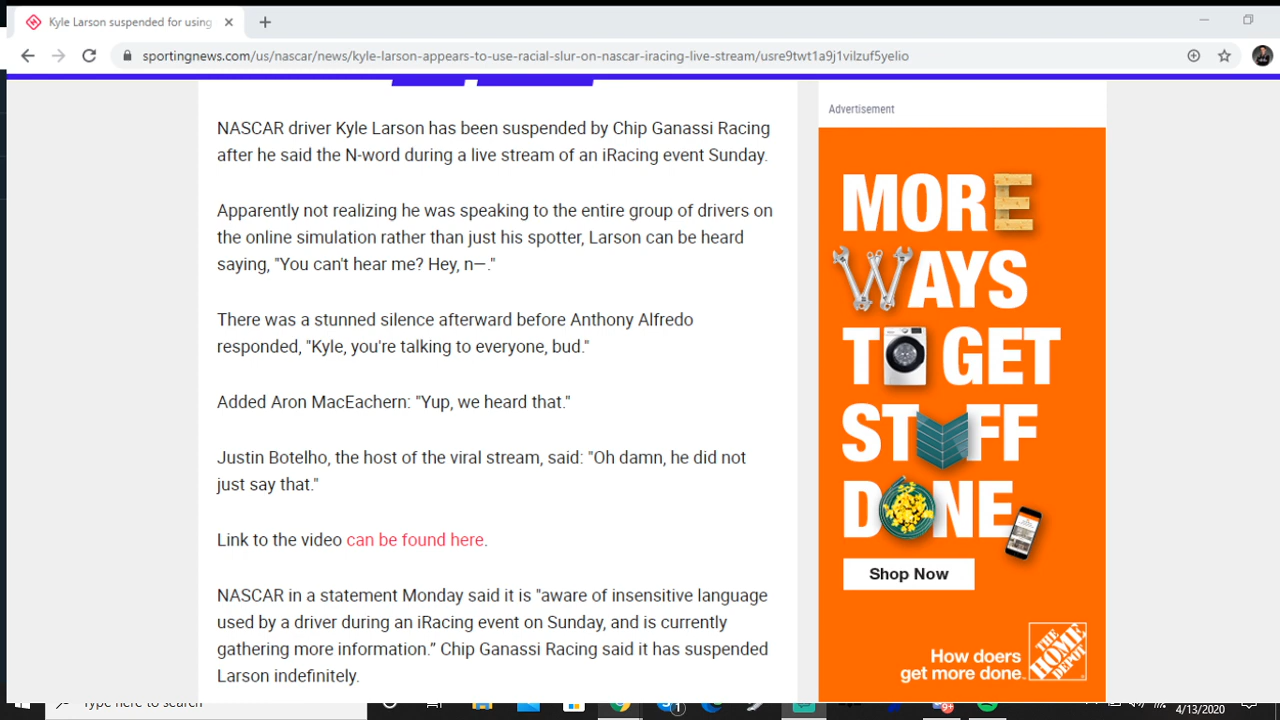 Kyle Larson suspended for using
sportingnews.com/us/nascar/news/kyle-larson-appears-to-use-racial-slur-on-nascar-iracing-live-stream/usre9twt1a9j1vilzuf5yelio
NASCAR driver Kyle Larson has been suspended by Chip Ganassi Racing
after he said the N-word during a live stream of an iRacing event Sunday.
Apparently not realizing he was speaking to the entire group of drivers on
the online simulation rather than just his spotter, Larson can be heard
saying, "You can't hear me? Hey, n—."
There was a stunned silence afterward before Anthony Alfredo
responded, "Kyle, you're talking to everyone, bud."
Added Aron MacEachern: "Yup, we heard that."
Justin Botelho, the host of the viral stream, said: "Oh damn, he did not
just say that."
Link to the video can be found here.
NASCAR in a statement Monday said it is "aware of insensitive language
used by a driver during an iRacing event on Sunday, and is currently
gathering more information.” Chip Ganassi Racing said it has suspended
Larson indefinitely.
Advertisement
MORE
WAYS
TO GET
STUFF
DONE
Shop Now
How doers
get more done™
THE
HOME
DEPOT
Type here to search
4/13/2020